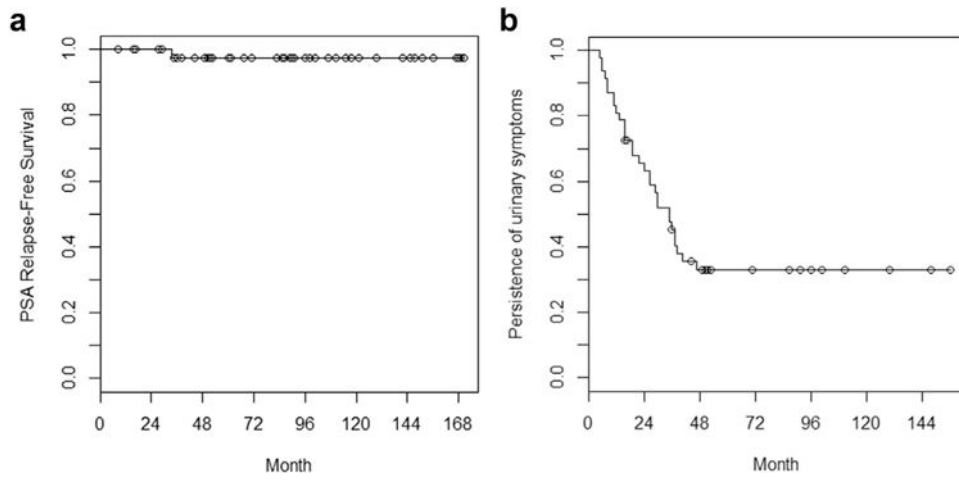 a
PSA Relapse-Free Survival
1.0
0.8
0.6
0.4
0.2
0.0
0 24 48 72 96 120 144 168
Month
b
Persistence of urinary symptoms
1.0
0.8
0.6
0.4
0.2
0.0
0 24 48 72 96 120 144
Month